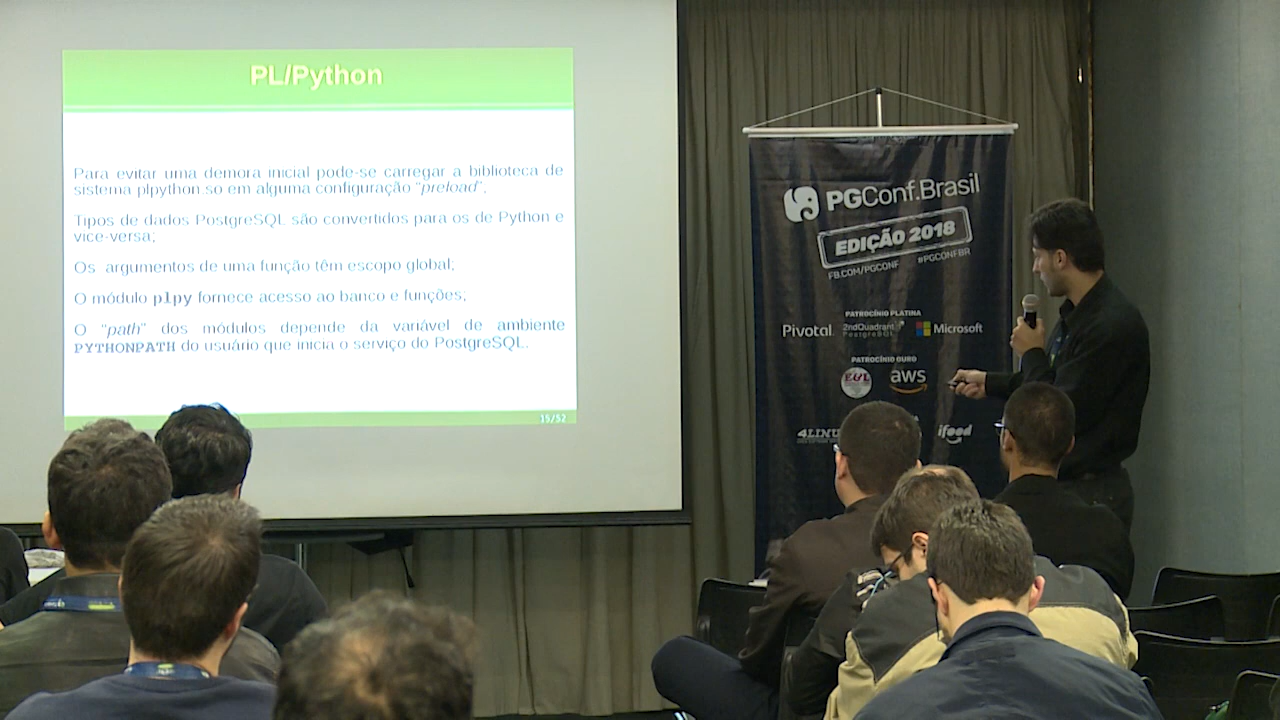 PL/Python
Para evitar uma demora inicial pode-se carregar a biblioteca de
sistema plpython.so em alguma configuração "preload";
Tipos de dados PostgreSQL são convertidos para os de Python e
vice-versa;
Os argumentos de uma função têm escopo global;
O módulo plpy fornece acesso ao banco e funções;
O "path" dos módulos depende da variável de ambiente
PYTHONPATH do usuário que inicia o serviço do PostgreSQL.
15/52
PGConf.Brasil
EDIÇÃO 2018
FB.COM/PGCONF #PGCONFBR
PATROCÍNIO PLATINA
Pivotal. 2ndQuadrant PostgreSQL Microsoft
PATROCÍNIO OURO
aws
4LINU ifood